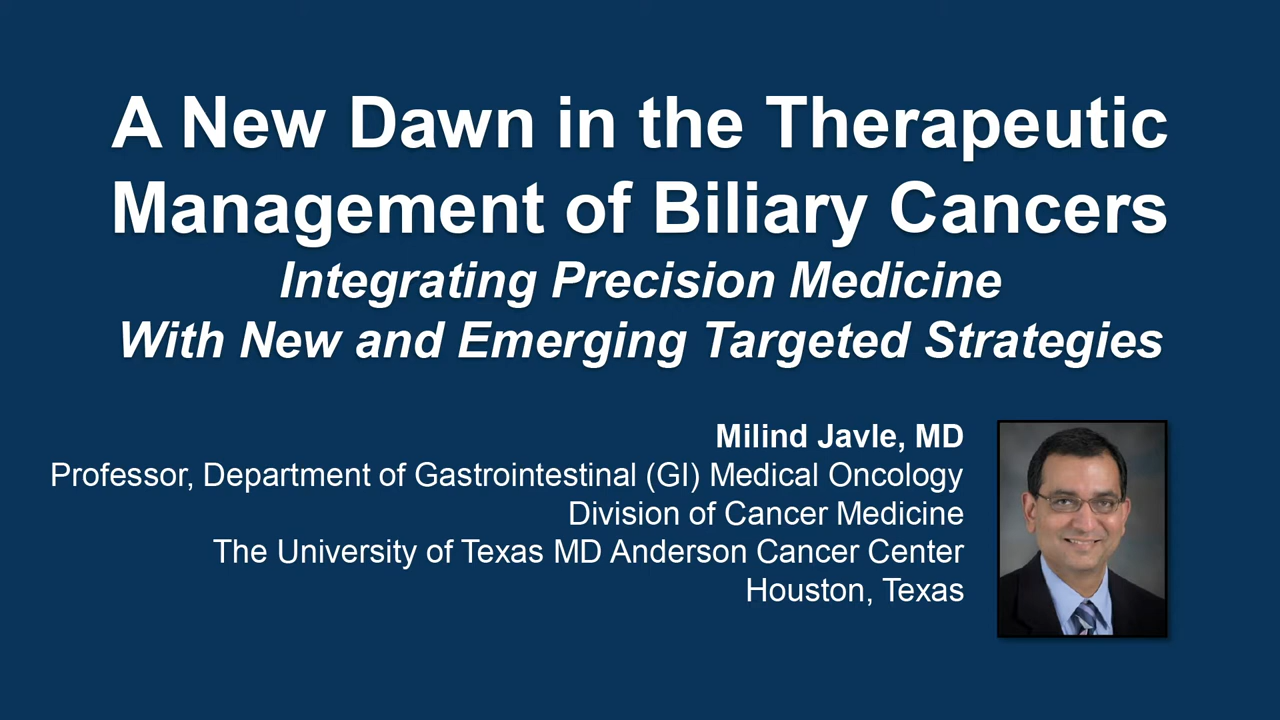 A New Dawn in the Therapeutic
Management of Biliary Cancers
Integrating Precision Medicine
With New and Emerging Targeted Strategies
Milind Javle, MD
Professor, Department of Gastrointestinal (GI) Medical Oncology
Division of Cancer Medicine
The University of Texas MD Anderson Cancer Center
Houston, Texas